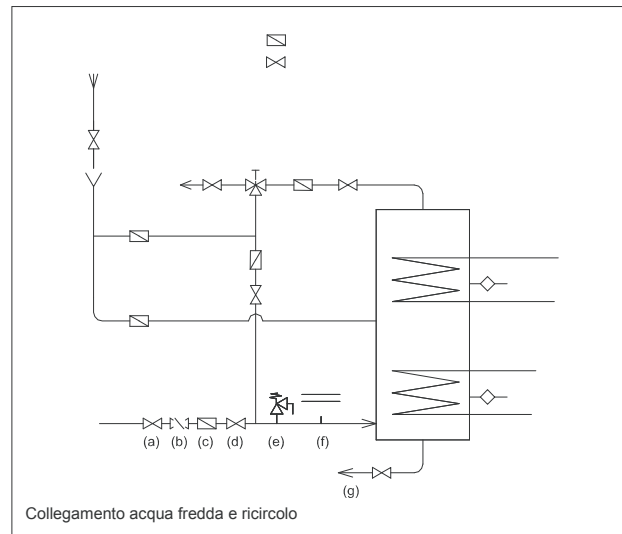 (a) (b) (c) (d) (e) (f)
(g)
Collegamento acqua fredda e ricircolo